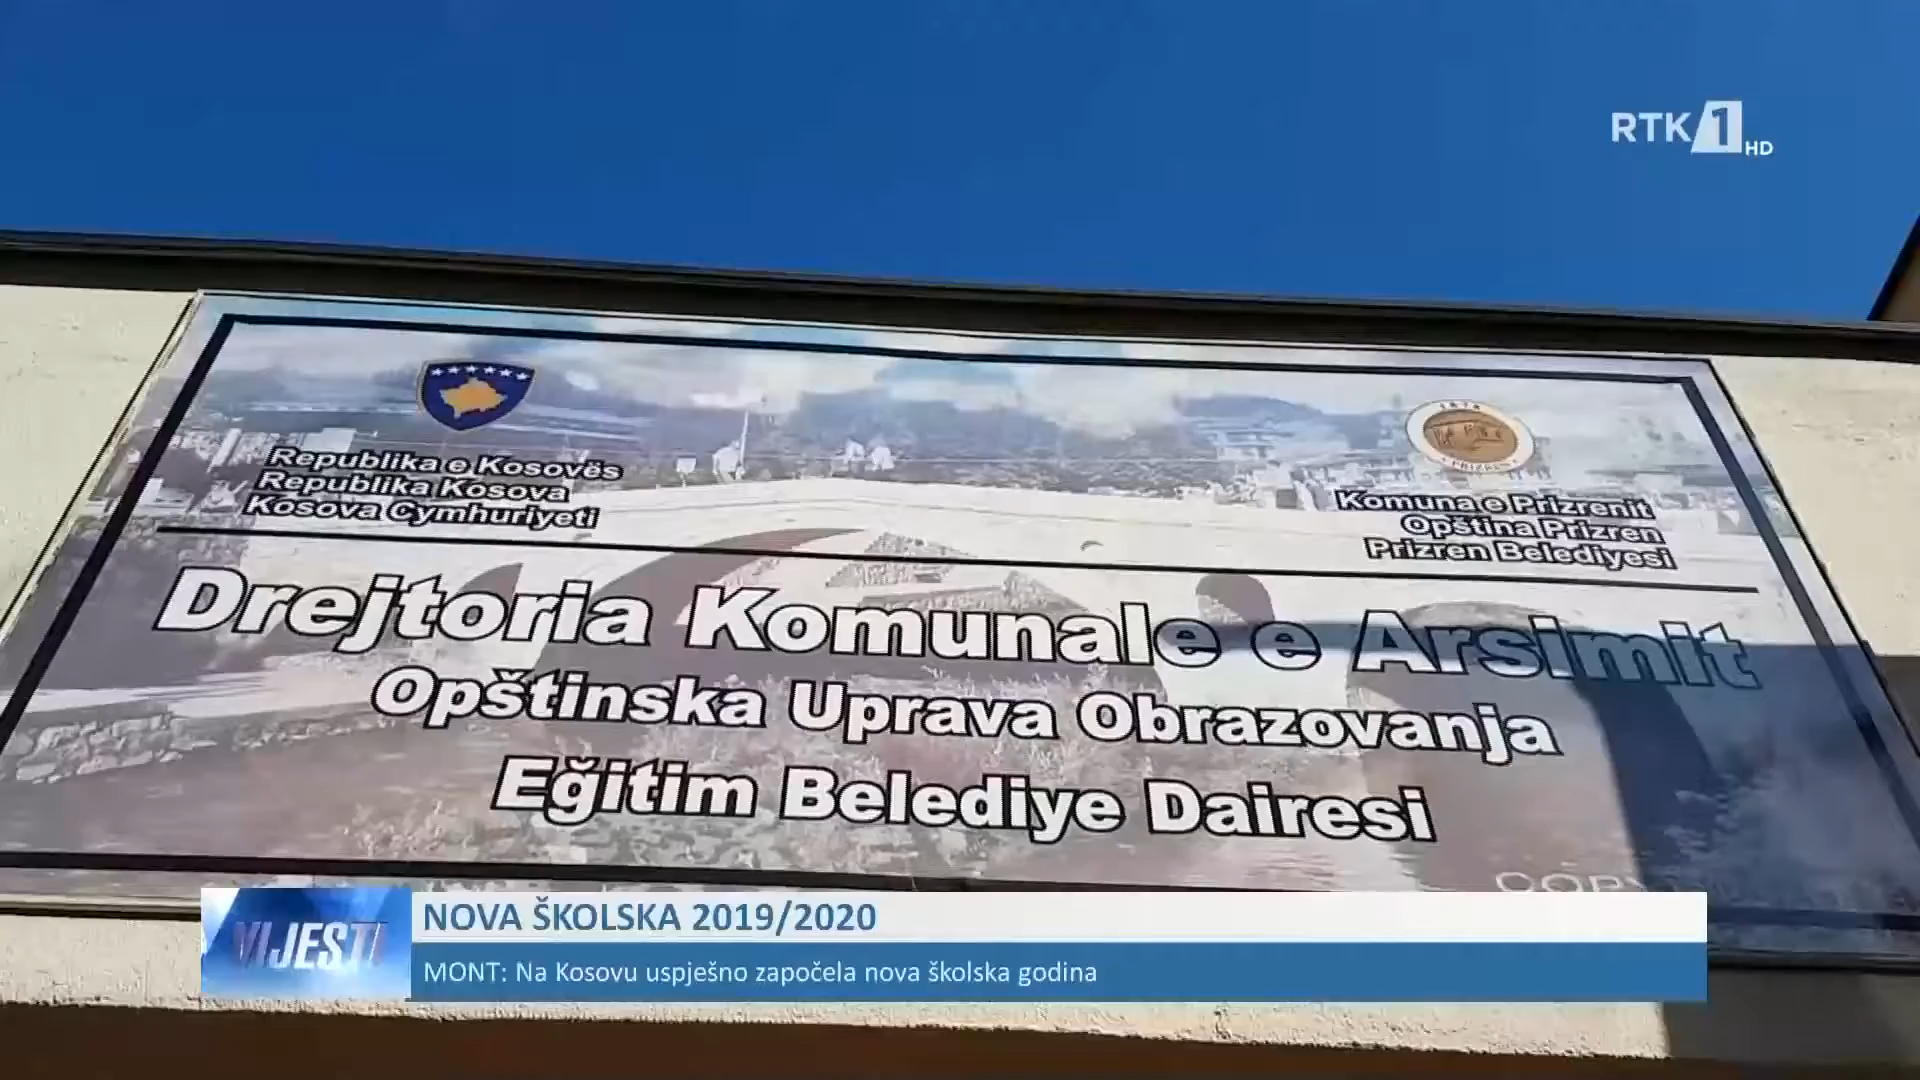 RTK 1 HD
Republika e Kosovës
Republika Kosova
Kosova Cymhuriyeti
1878
PRIZREN
Komuna e Prizrenit
Opština Prizren
Prizren Belediyesi
Drejtoria Komunale e Arsimit
Opštinska Uprava Obrazovanja
Eğitim Belediye Dairesi
VIJESTI
NOVA ŠKOLSKA 2019/2020
MONT: Na Kosovu uspješno započela nova školska godina